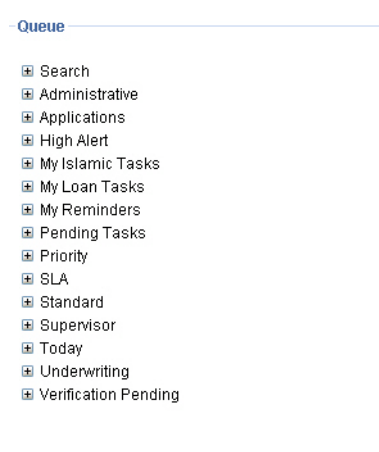 Queue
Search
Administrative
Applications
High Alert
My Islamic Tasks
My Loan Tasks
My Reminders
Pending Tasks
Priority
SLA
Standard
Supervisor
Today
Underwriting
Verification Pending